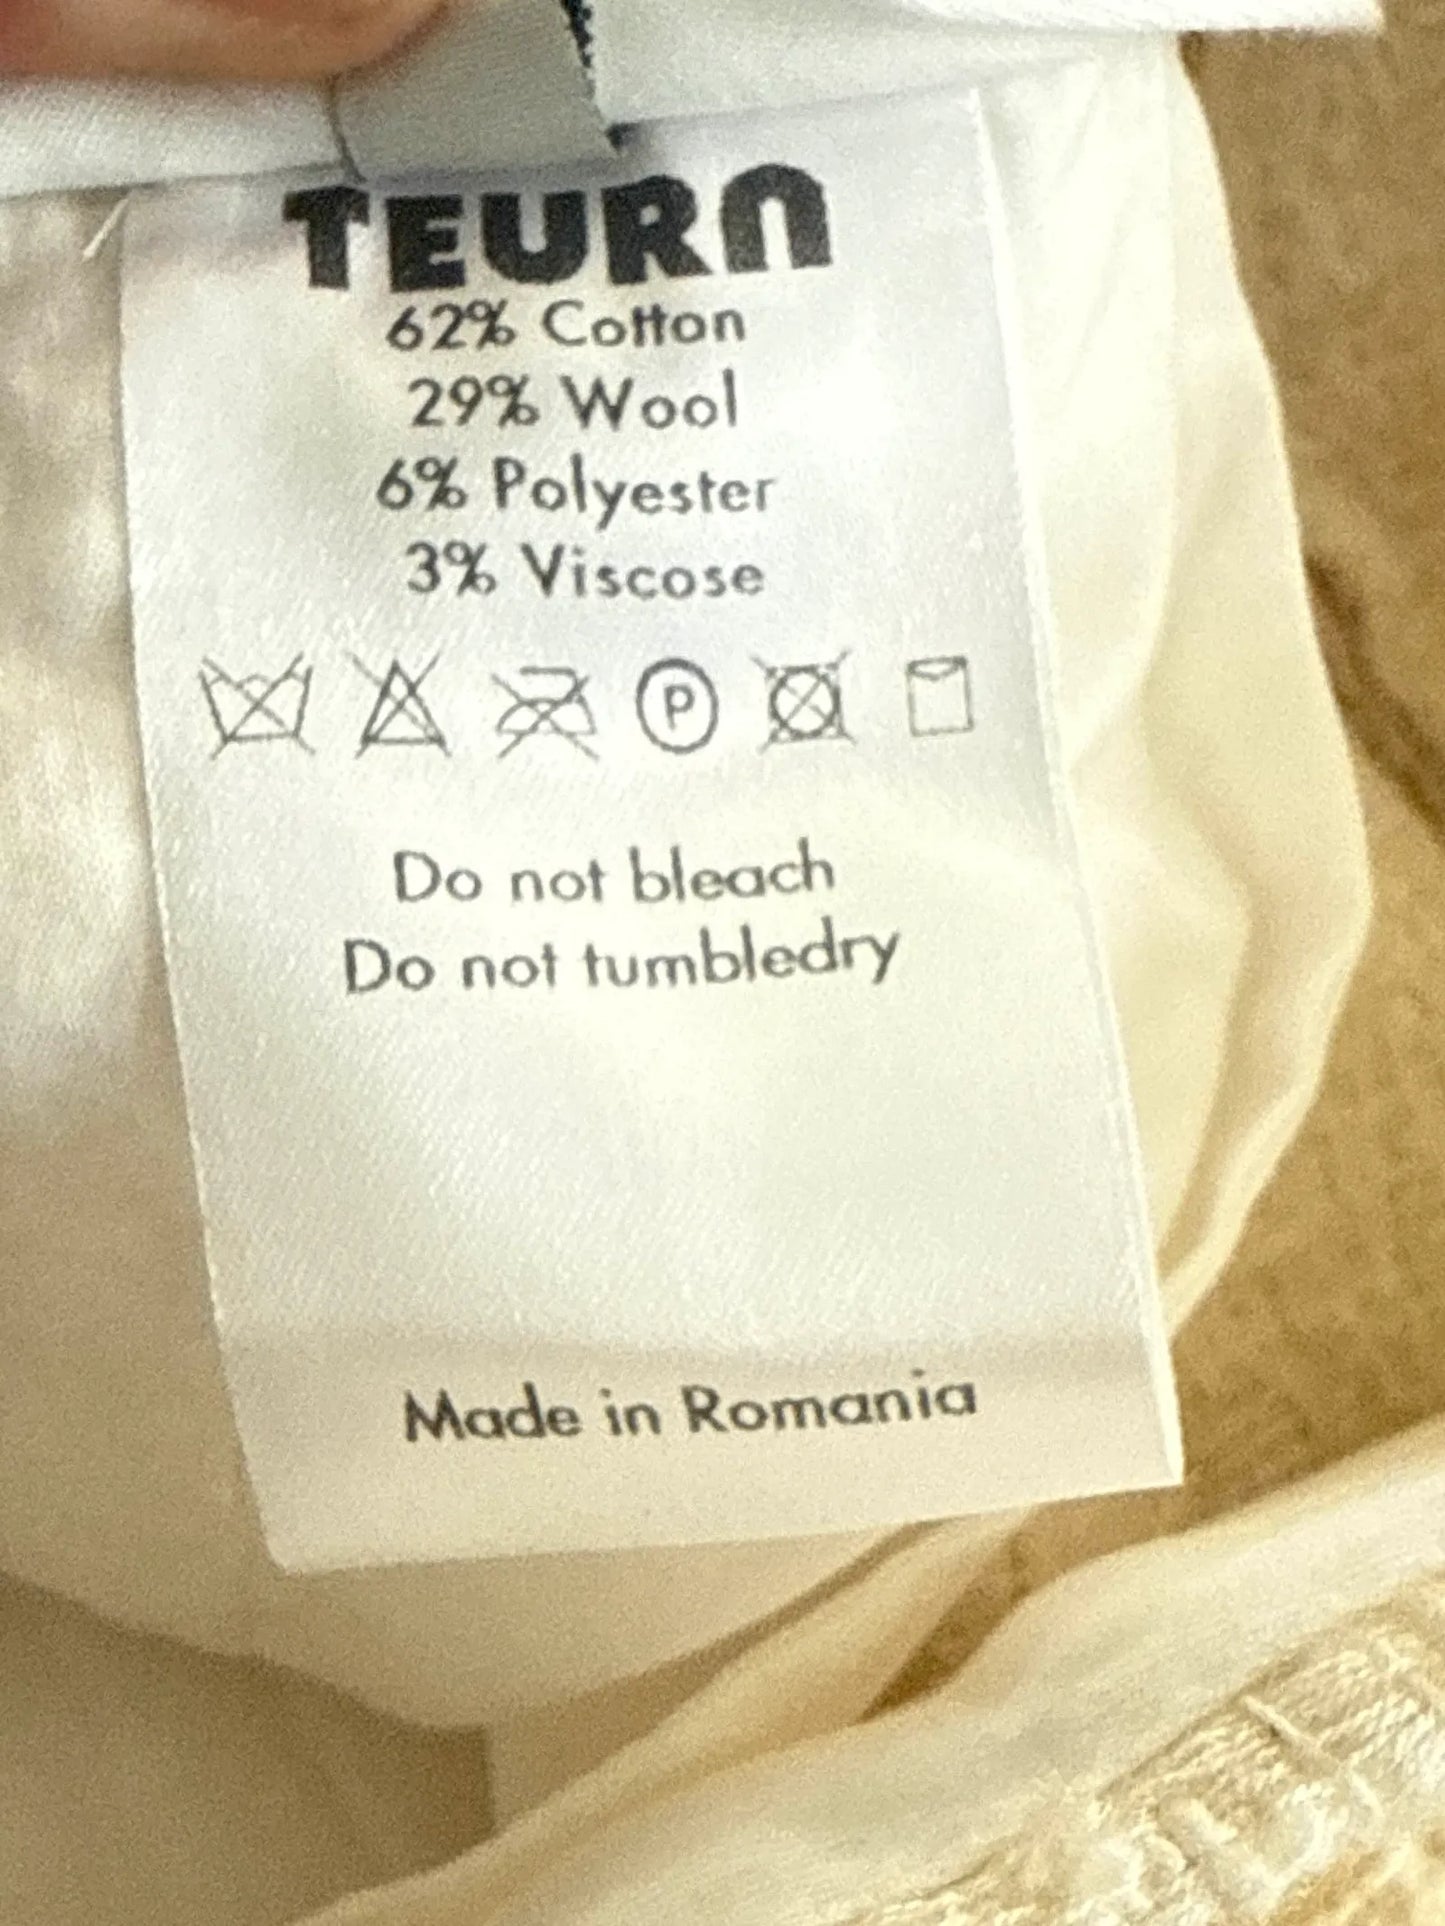 TEURN
62% Cotton
29% Wool
6% Polyester
3% Viscose
P
Do not bleach
Do not tumbledry
Made in Romania